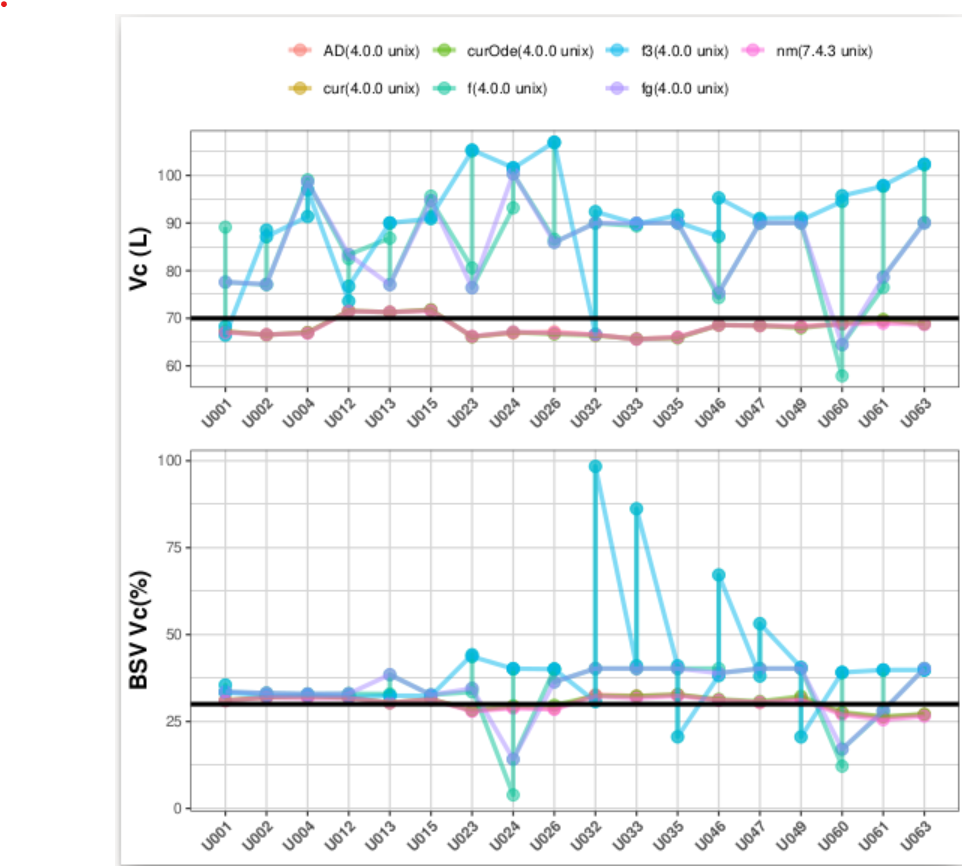 AD(4.0.0 unix) curOde(4.0.0 unix) f3(4.0.0 unix) nm(7.4.3 unix)
cur(4.0.0 unix) f(4.0.0 unix) fg(4.0.0 unix)
Vc (L)
100
90
80
70
60
U001 U002 U004 U012 U013 U015 U023 U024 U026 U032 U033 U035 U046 U047 U049 U060 U061 U063
BSV Vc(%)
100
75
50
25
0
U001 U002 U004 U012 U013 U015 U023 U024 U026 U032 U033 U035 U046 U047 U049 U060 U061 U063